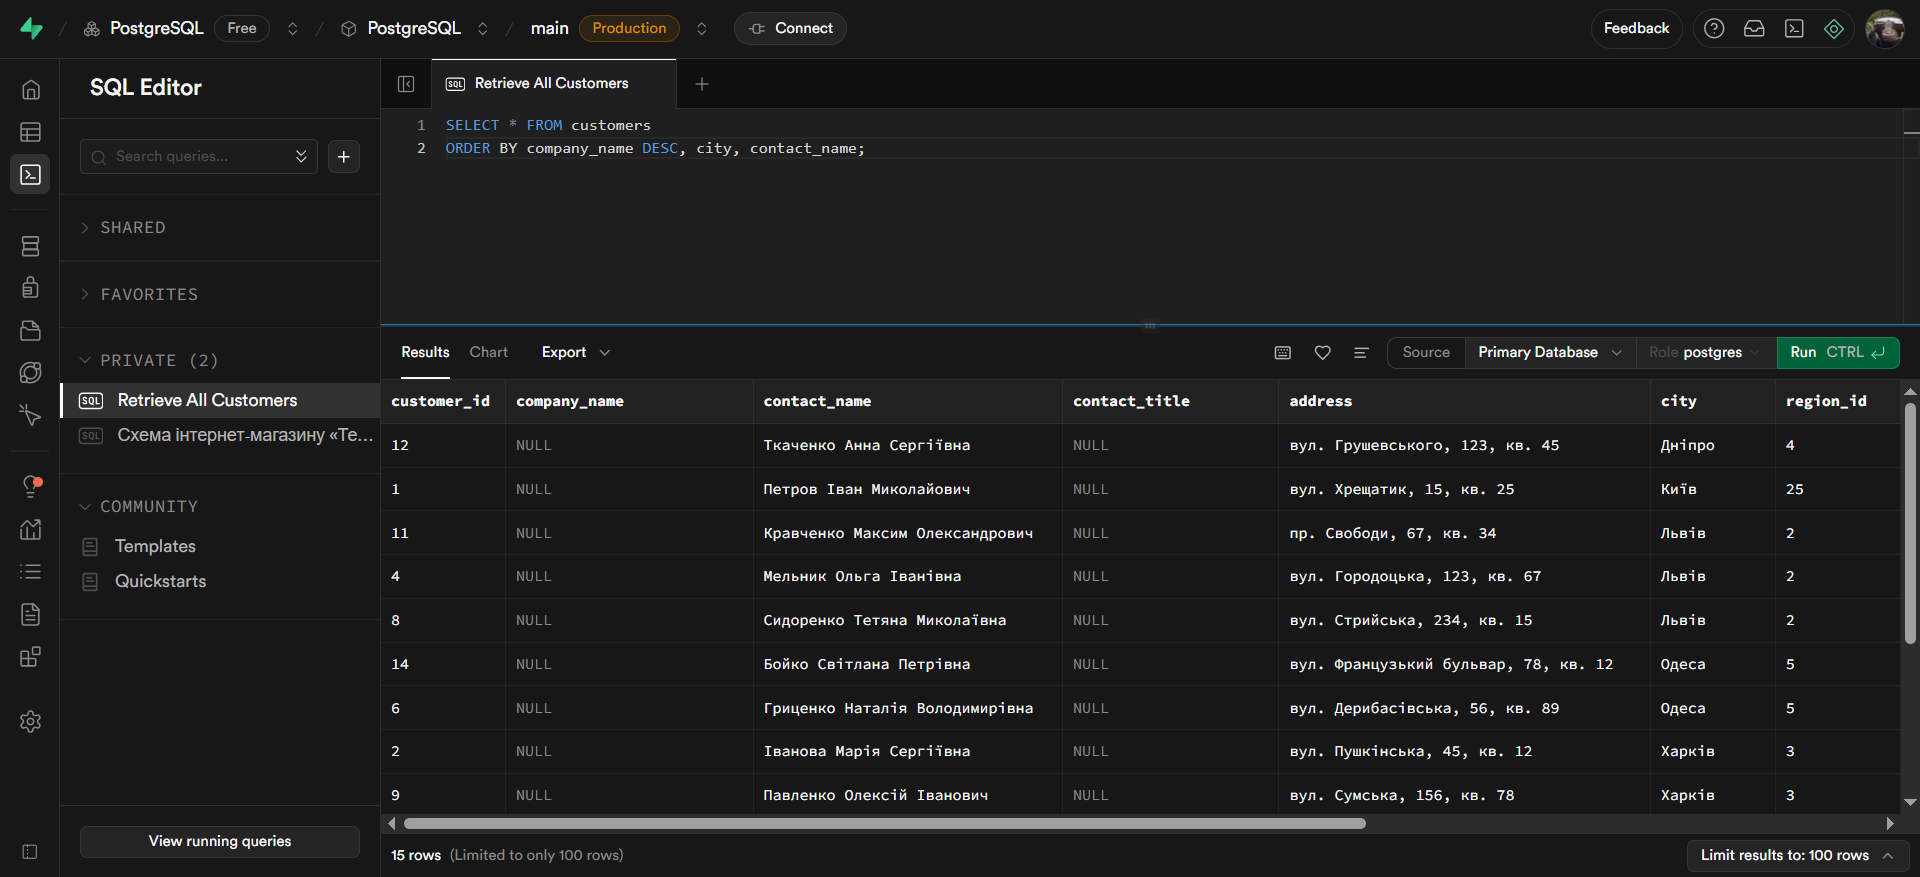 PostgreSQL Free PostgreSQL main Production Connect Feedback
SQL Editor
Search queries...
SHARED
FAVORITES
PRIVATE (2)
SQL Retrieve All Customers
SQL Схема інтернет-магазину «Те...
COMMUNITY
Templates
Quickstarts
View running queries
SQL Retrieve All Customers
1 SELECT * FROM customers
2 ORDER BY company_name DESC, city, contact_name;
Results Chart Export Source Primary Database Role postgres Run CTRL
customer_id company_name contact_name contact_title address city region_id
12 NULL Ткаченко Анна Сергіївна NULL вул. Грушевського, 123, кв. 45 Дніпро 4
1 NULL Петров Іван Миколайович NULL вул. Хрещатик, 15, кв. 25 Київ 25
11 NULL Кравченко Максим Олександрович NULL пр. Свободи, 67, кв. 34 Львів 2
4 NULL Мельник Ольга Іванівна NULL вул. Городоцька, 123, кв. 67 Львів 2
8 NULL Сидоренко Тетяна Миколаївна NULL вул. Стрийська, 234, кв. 15 Львів 2
14 NULL Бойко Світлана Петрівна NULL вул. Французький бульвар, 78, кв. 12 Одеса 5
6 NULL Гриценко Наталія Володимирівна NULL вул. Дерибасівська, 56, кв. 89 Одеса 5
2 NULL Іванова Марія Сергіївна NULL вул. Пушкінська, 45, кв. 12 Харків 3
9 NULL Павленко Олексій Іванович NULL вул. Сумська, 156, кв. 78 Харків 3
15 rows (Limited to only 100 rows) Limit results to: 100 rows